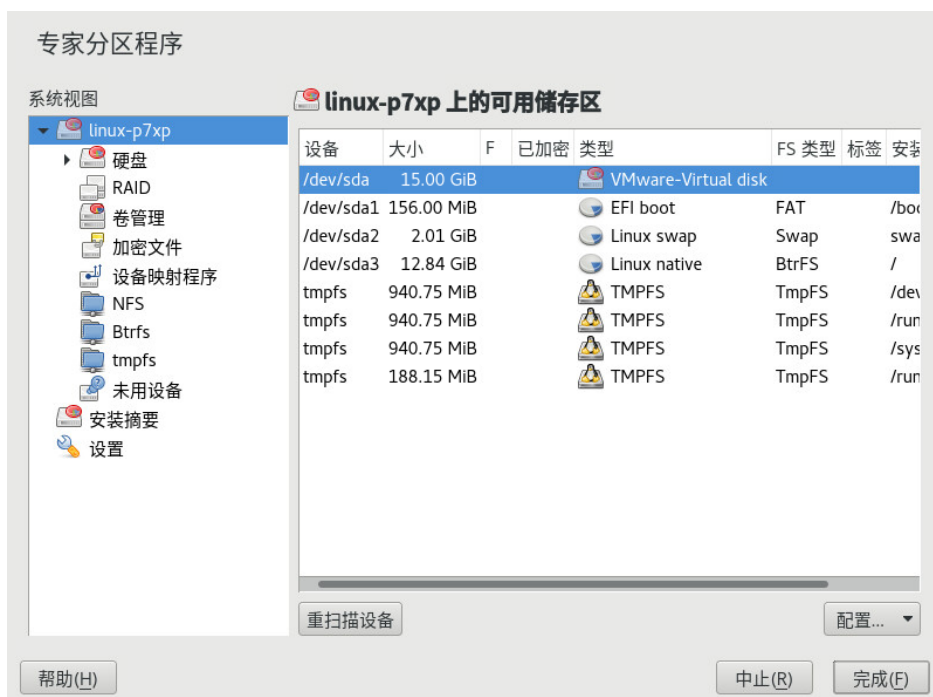 专家分区程序
系统视图
linux-p7xp
硬盘
RAID
卷管理
加密文件
设备映射程序
NFS
Btrfs
tmpfs
未用设备
安装摘要
设置
linux-p7xp 上的可用储存区
设备 大小 F 已加密 类型 FS 类型 标签 安装
/dev/sda 15.00 GiB VMware-Virtual disk
/dev/sda1 156.00 MiB EFI boot FAT /boo
/dev/sda2 2.01 GiB Linux swap Swap swa
/dev/sda3 12.84 GiB Linux native BtrFS /
tmpfs 940.75 MiB TMPFS TmpFS /dev
tmpfs 940.75 MiB TMPFS TmpFS /run
tmpfs 940.75 MiB TMPFS TmpFS /sys
tmpfs 188.15 MiB TMPFS TmpFS /run
重扫描设备 配置...
帮助(H) 中止(R) 完成(F)